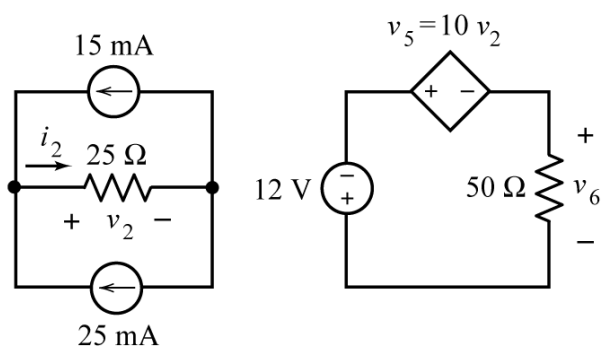 v₅=10 v₂
15 mA
i₂
25 Ω
+ v₂ −
25 mA
+ −
12 V
−
+
50 Ω
+
v₆
−